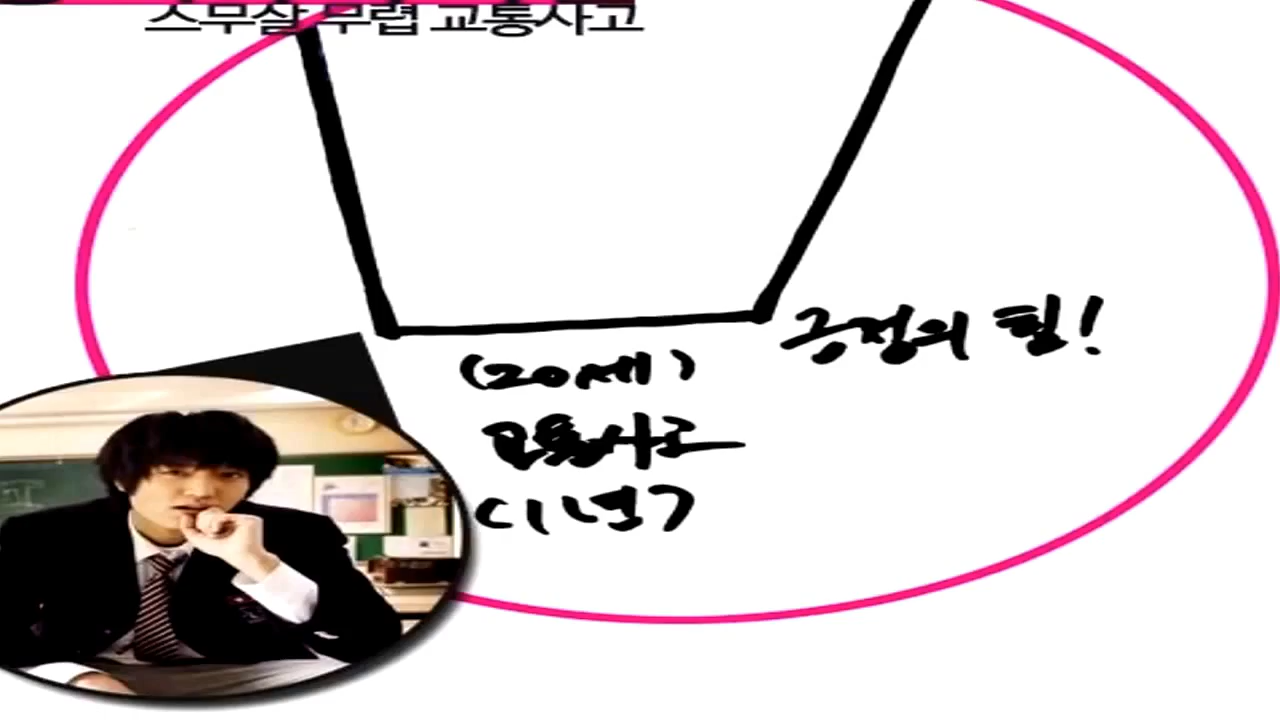 스무살 무렵 교통사고
긍정의 힘!
(20세)
교통사고
(1년)